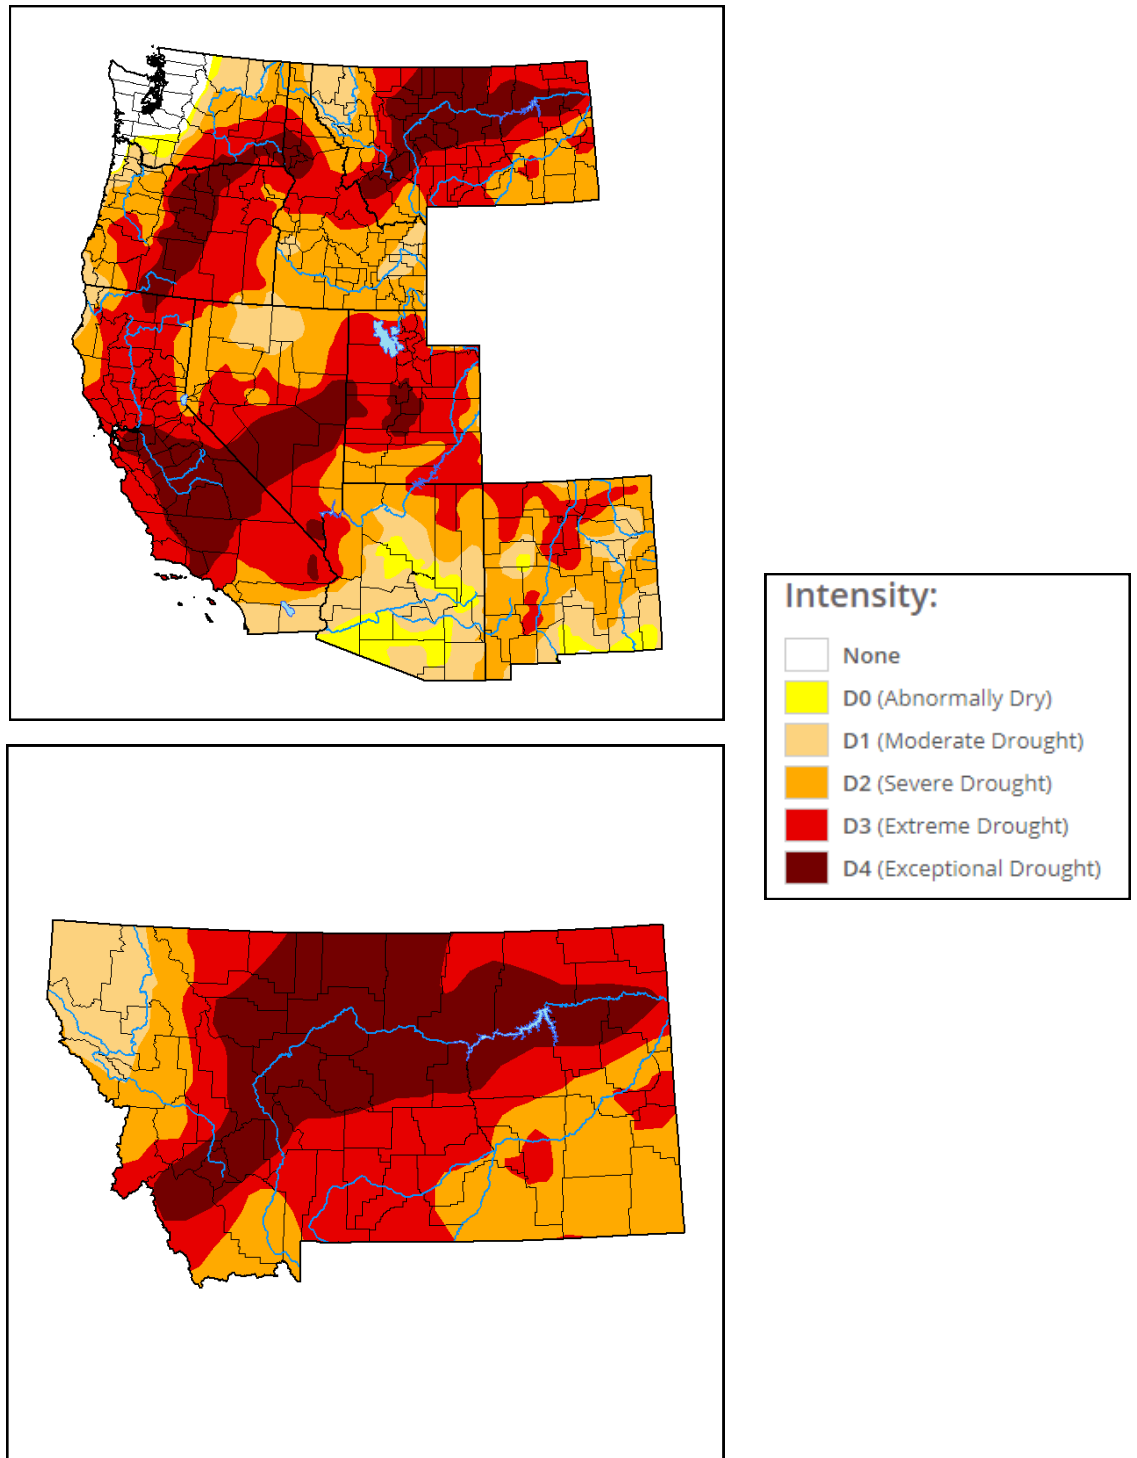 Intensity:
None
D0 (Abnormally Dry)
D1 (Moderate Drought)
D2 (Severe Drought)
D3 (Extreme Drought)
D4 (Exceptional Drought)